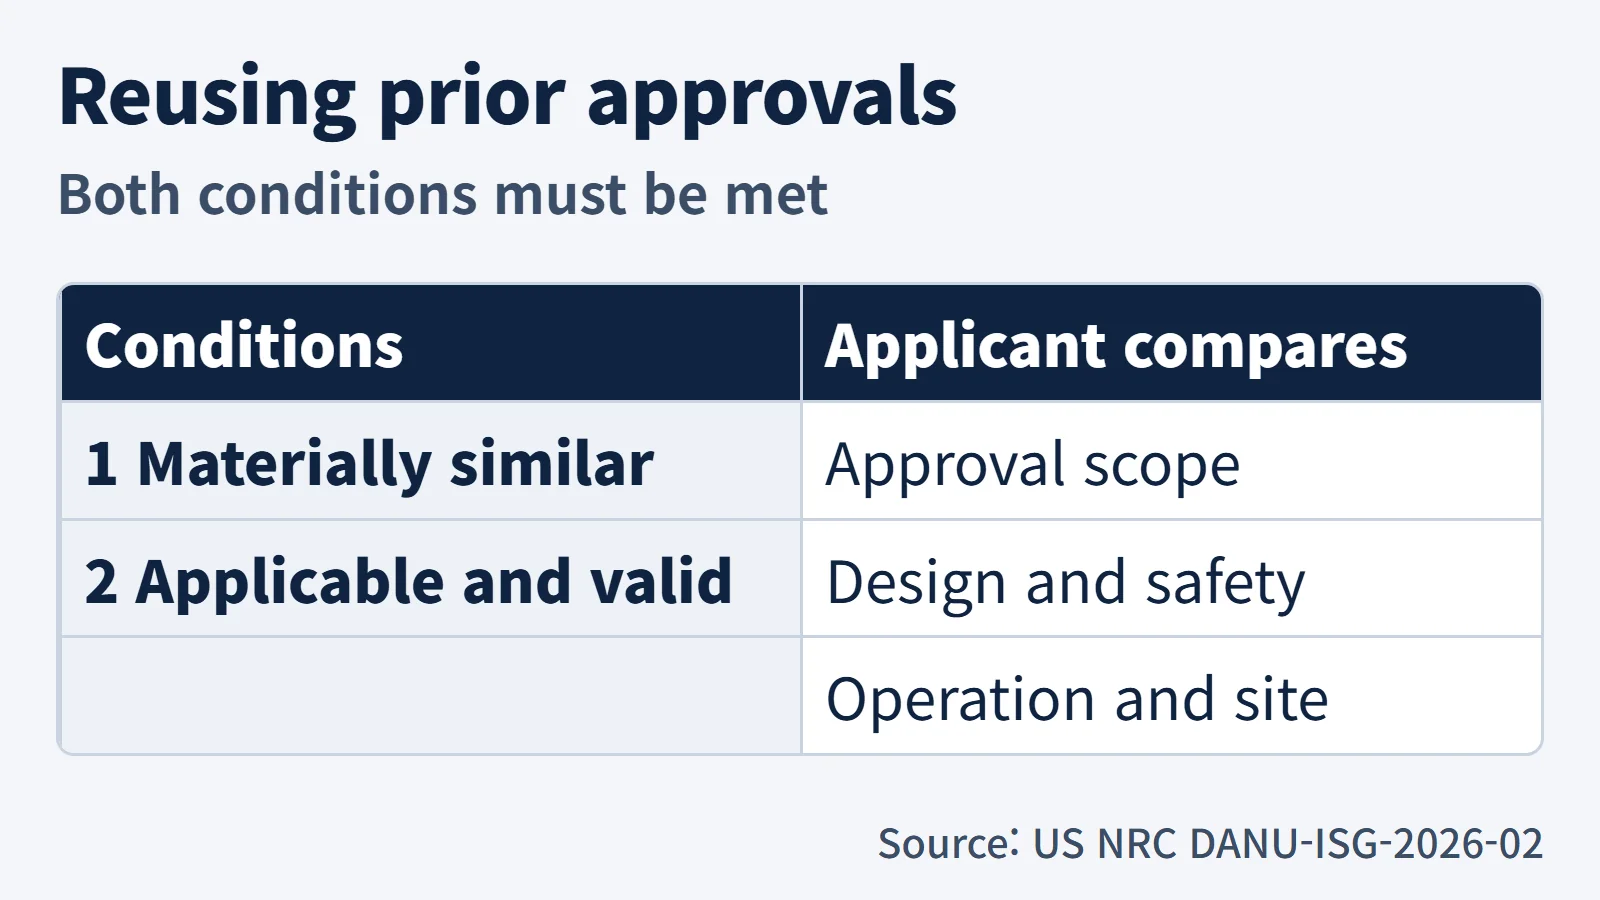 Reusing prior approvals
Both conditions must be met
Conditions
Applicant compares
1 Materially similar
Approval scope
2 Applicable and valid
Design and safety
Operation and site
Source: US NRC DANU-ISG-2026-02